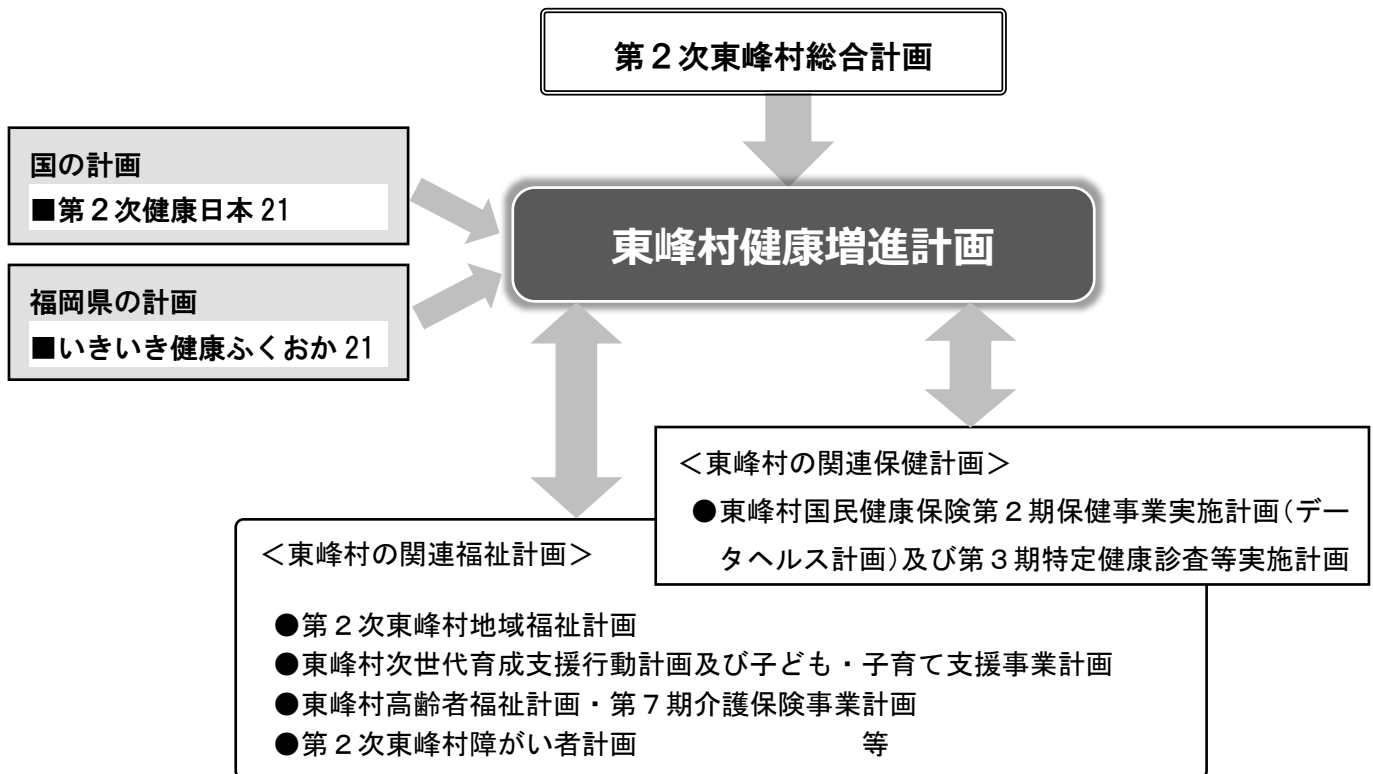 第２次東峰村総合計画
国の計画
■第２次健康日本 21
東峰村健康増進計画
福岡県の計画
■いきいき健康ふくおか 21
＜東峰村の関連保健計画＞
●東峰村国民健康保険第２期保健事業実施計画（デー
タヘルス計画）及び第３期特定健康診査等実施計画
＜東峰村の関連福祉計画＞
●第２次東峰村地域福祉計画
●東峰村次世代育成支援行動計画及び子ども・子育て支援事業計画
●東峰村高齢者福祉計画・第７期介護保険事業計画
●第２次東峰村障がい者計画　　　　　　　　等